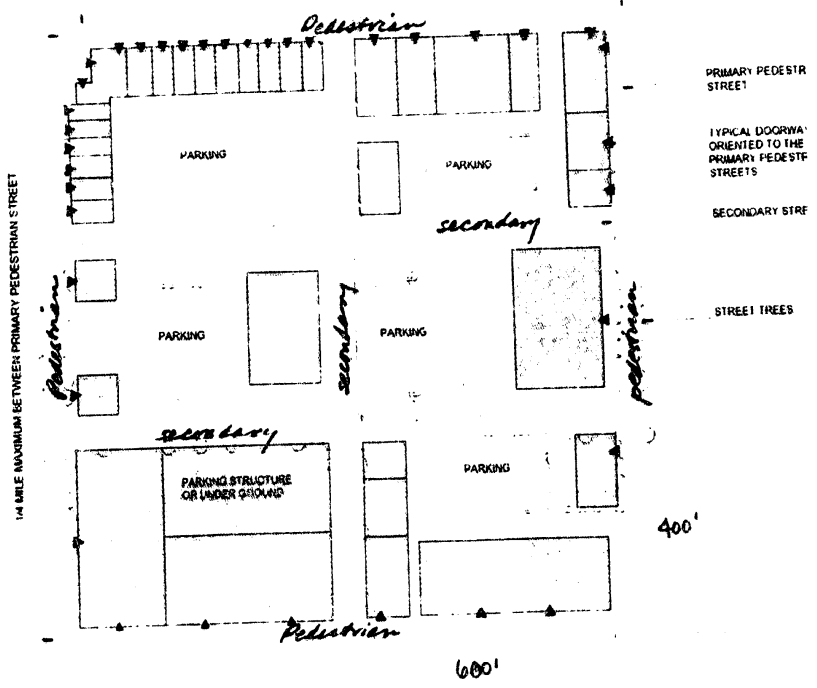 Pedestrian
PRIMARY PEDESTR
STREET
PARKING
PARKING
TYPICAL DOORWAY
ORIENTED TO THE
PRIMARY PEDESTR
STREETS
secondary
SECONDARY STRE
1/4 MILE MAXIMUM BETWEEN PRIMARY PEDESTRIAN STREET
Pedestrian
PARKING
secondary
PARKING
pedestrian
STREET TREES
secondary
PARKING STRUCTURE
OR UNDER GROUND
PARKING
400'
Pedestrian
600'